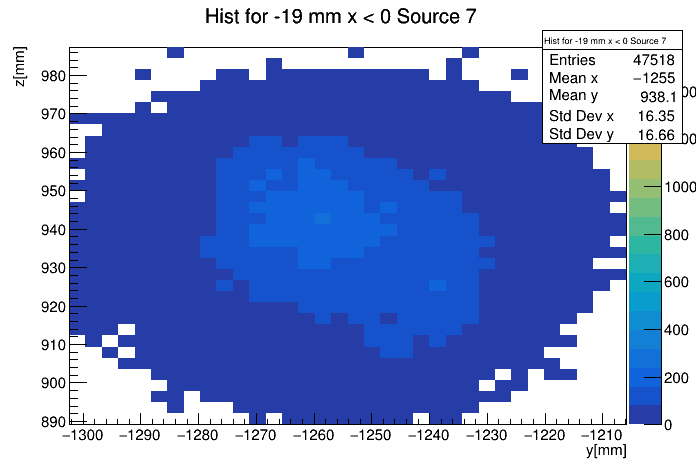 Hist for -19 mm x < 0 Source 7
Hist for -19 mm x < 0 Source 7
Entries 47518
Mean x −1255
Mean y 938.1
Std Dev x 16.35
Std Dev y 16.66
z[mm]
980
970
960
950
940
930
920
910
900
890
−1300 −1290 −1280 −1270 −1260 −1250 −1240 −1230 −1220 −1210
y[mm]
1000
800
600
400
200
0